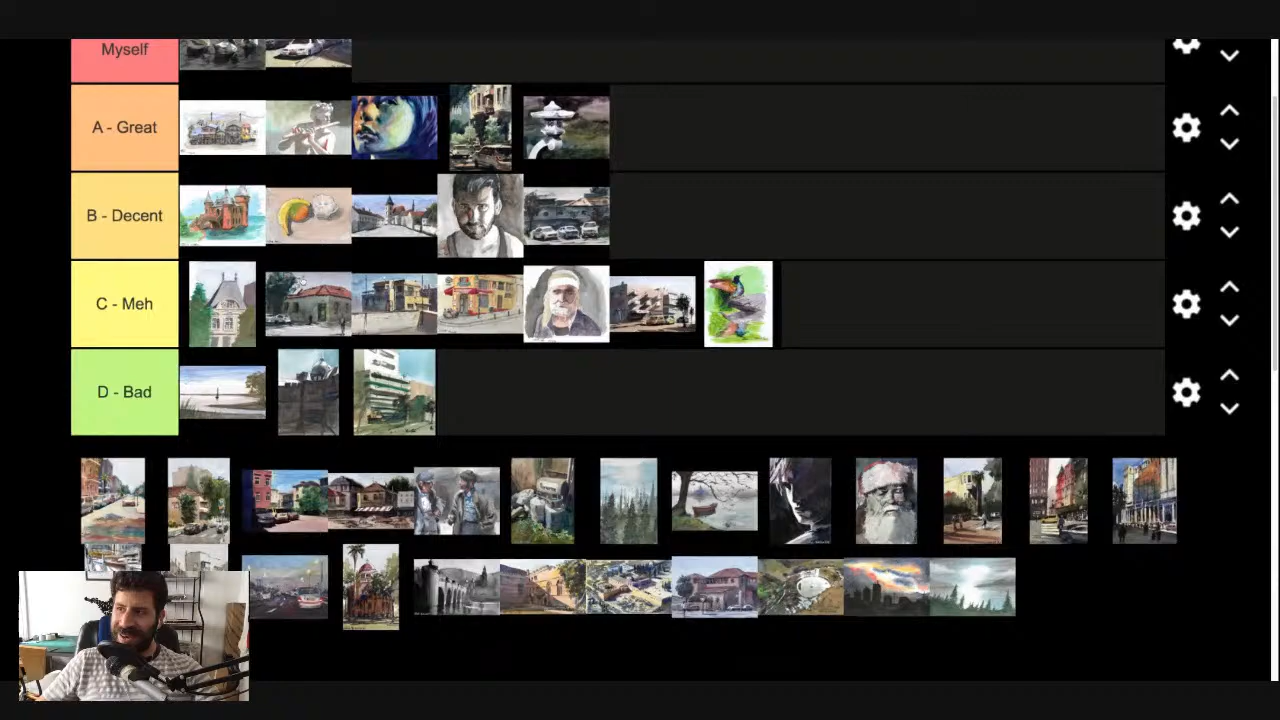 Myself
A - Great
B - Decent
C - Meh
D - Bad